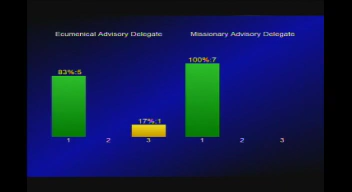 Ecumenical Advisory Delegate Missionary Advisory Delegate
100%:7
83%:5
17%:1
1 2 3 1 2 3